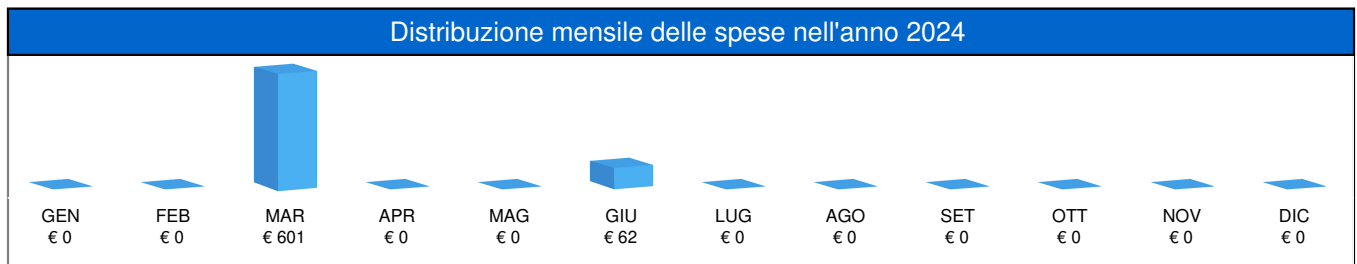 Distribuzione mensile delle spese nell'anno 2024
GEN FEB MAR APR MAG GIU LUG AGO SET OTT NOV DIC
€ 0 € 0 € 601 € 0 € 0 € 62 € 0 € 0 € 0 € 0 € 0 € 0